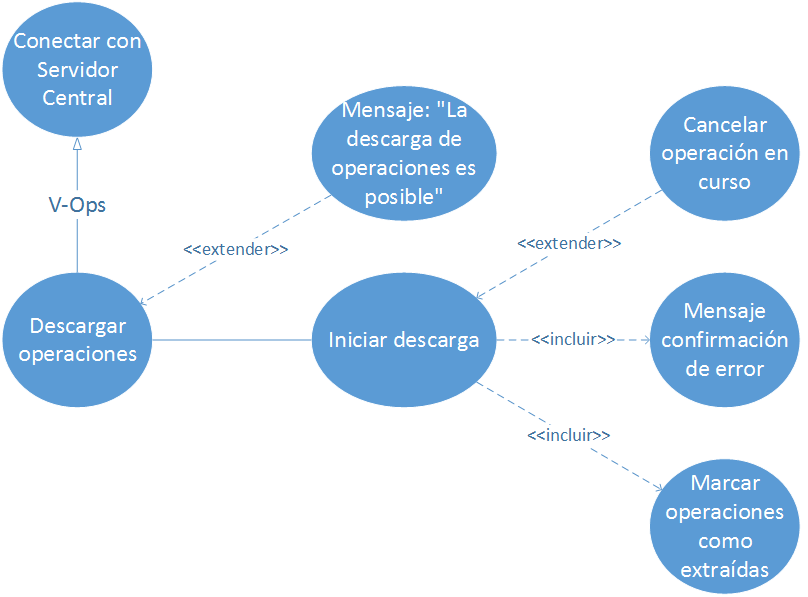 Conectar con
Servidor
Central
V-Ops
Descargar
operaciones
Mensaje: "La
descarga de
operaciones es
posible"
<<extender>>
Iniciar descarga
Cancelar
operación en
curso
<<extender>>
Mensaje
confirmación
de error
<<incluir>>
Marcar
operaciones
como
extraídas
<<incluir>>